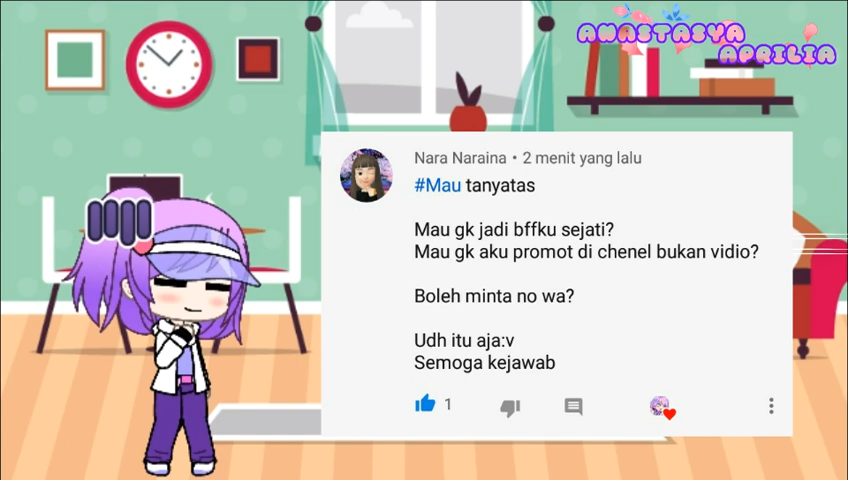 AWASTASYA
APRILIA
Nara Naraina • 2 menit yang lalu
#Mau tanyatas
Mau gk jadi bffku sejati?
Mau gk aku promot di chenel bukan vidio?
Boleh minta no wa?
Udh itu aja:v
Semoga kejawab
1